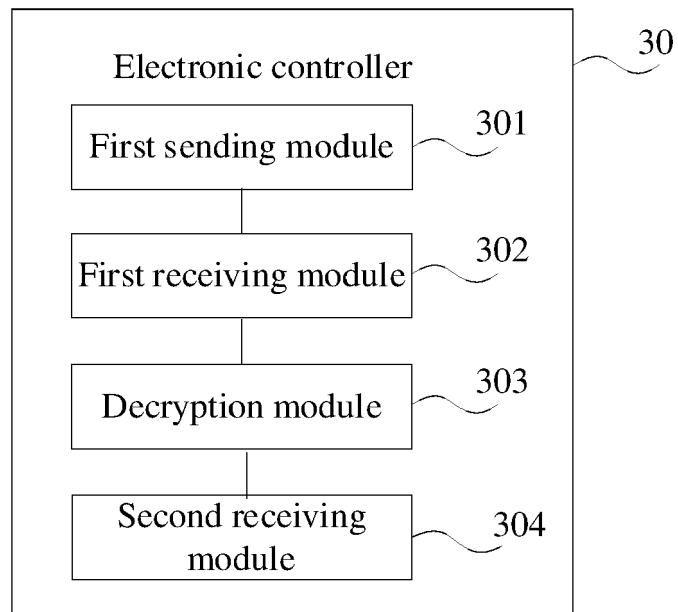 30
Electronic controller
301
First sending module
302
First receiving module
303
Decryption module
304
Second receiving
module